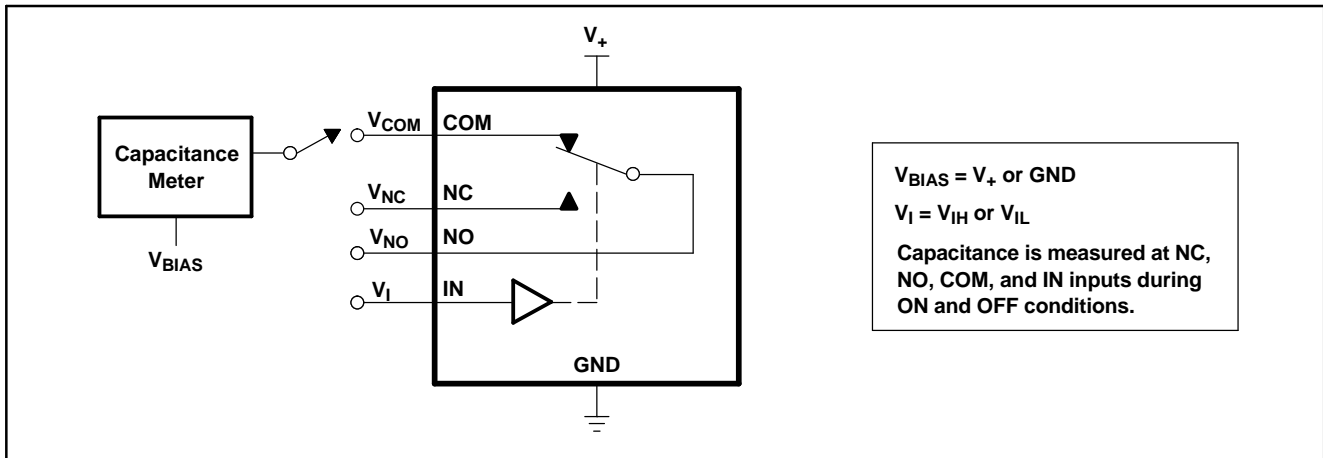 V+
VCOM COM
Capacitance
Meter
VNC NC
VNO NO
VBIAS
VI IN
GND
VBIAS = V+ or GND
VI = VIH or VIL
Capacitance is measured at NC,
NO, COM, and IN inputs during
ON and OFF conditions.